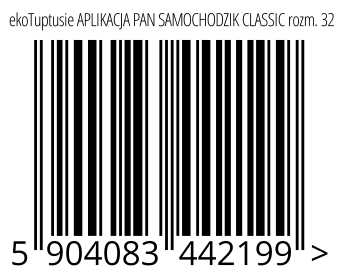 ekoTuptusie APLIKACJA PAN SAMOCHODZIK CLASSIC rozm. 32
5 904083 442199 >